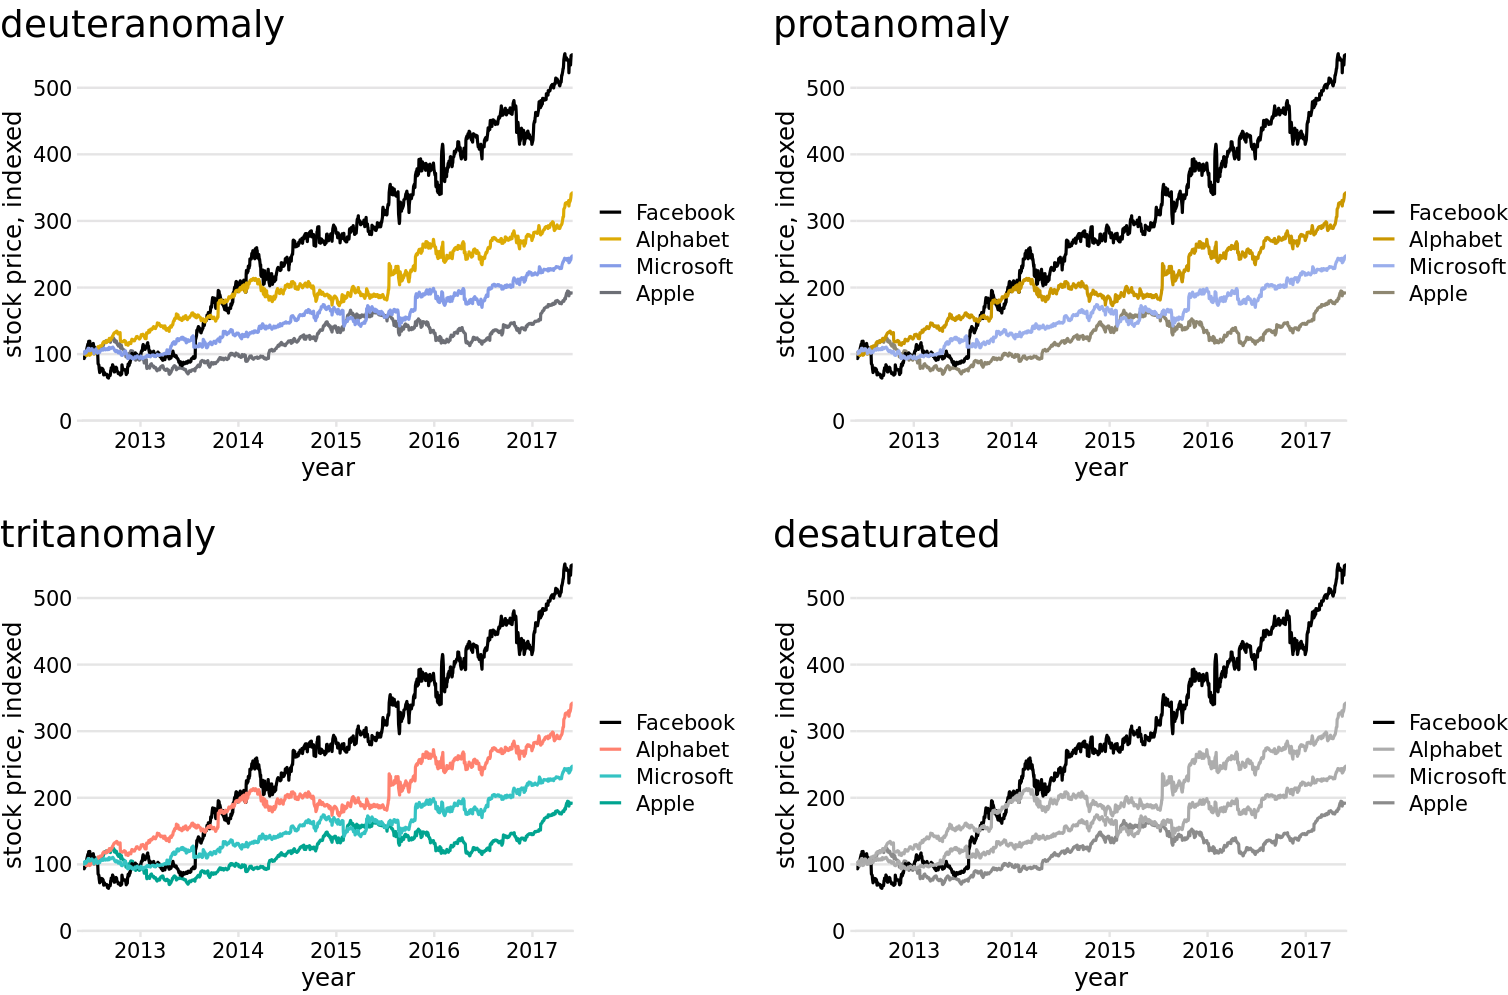 deuteranomaly
stock price, indexed
500
400
300
200
100
0
2013 2014 2015 2016 2017
year
Facebook
Alphabet
Microsoft
Apple
protanomaly
stock price, indexed
500
400
300
200
100
0
2013 2014 2015 2016 2017
year
Facebook
Alphabet
Microsoft
Apple
tritanomaly
stock price, indexed
500
400
300
200
100
0
2013 2014 2015 2016 2017
year
Facebook
Alphabet
Microsoft
Apple
desaturated
stock price, indexed
500
400
300
200
100
0
2013 2014 2015 2016 2017
year
Facebook
Alphabet
Microsoft
Apple